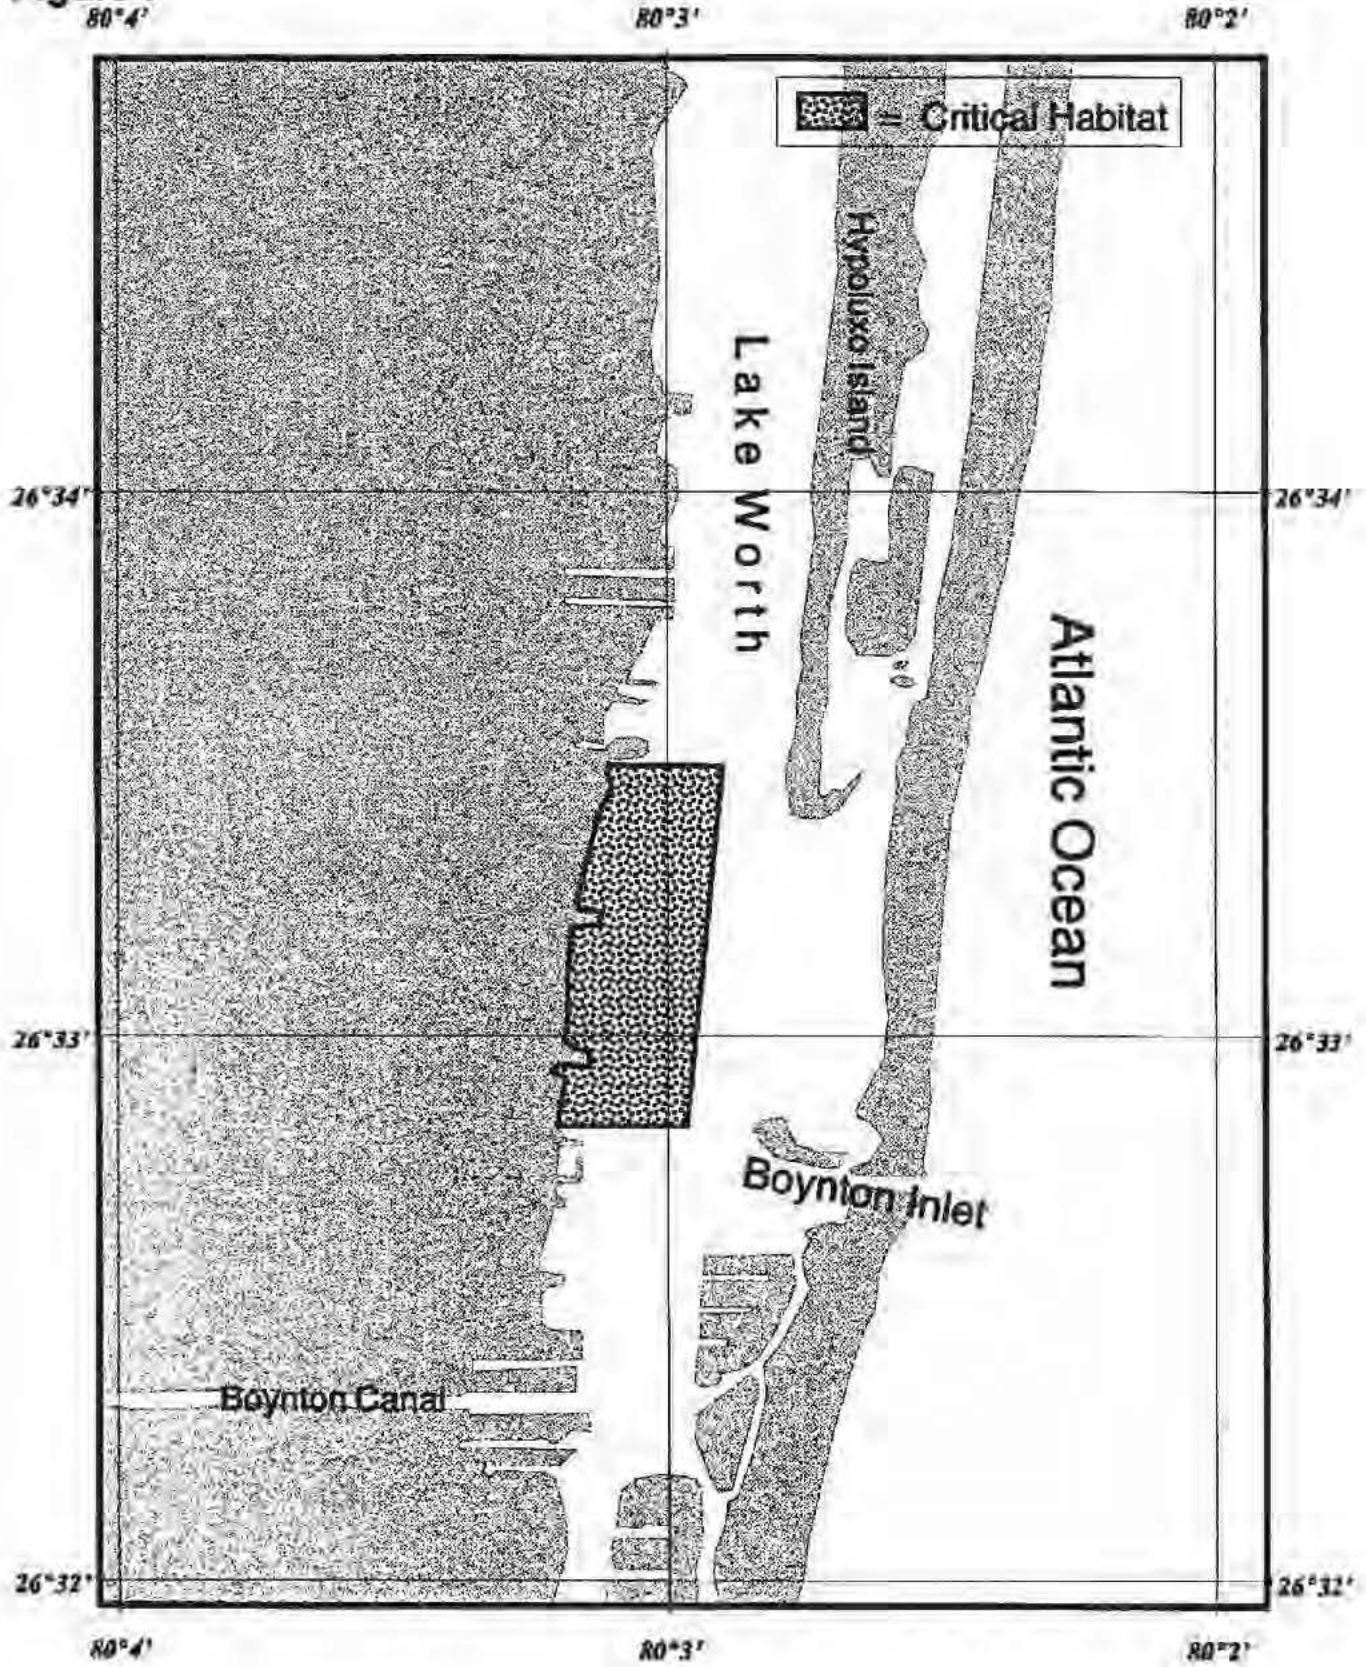 80°4' 80°3' 80°2'
= Critical Habitat
Hypoluxo Island
Lake Worth
26°34' 26°34'
Atlantic Ocean
26°33' 26°33'
Boynton Inlet
Boynton Canal
26°32' 26°32'
80°4' 80°3' 80°2'